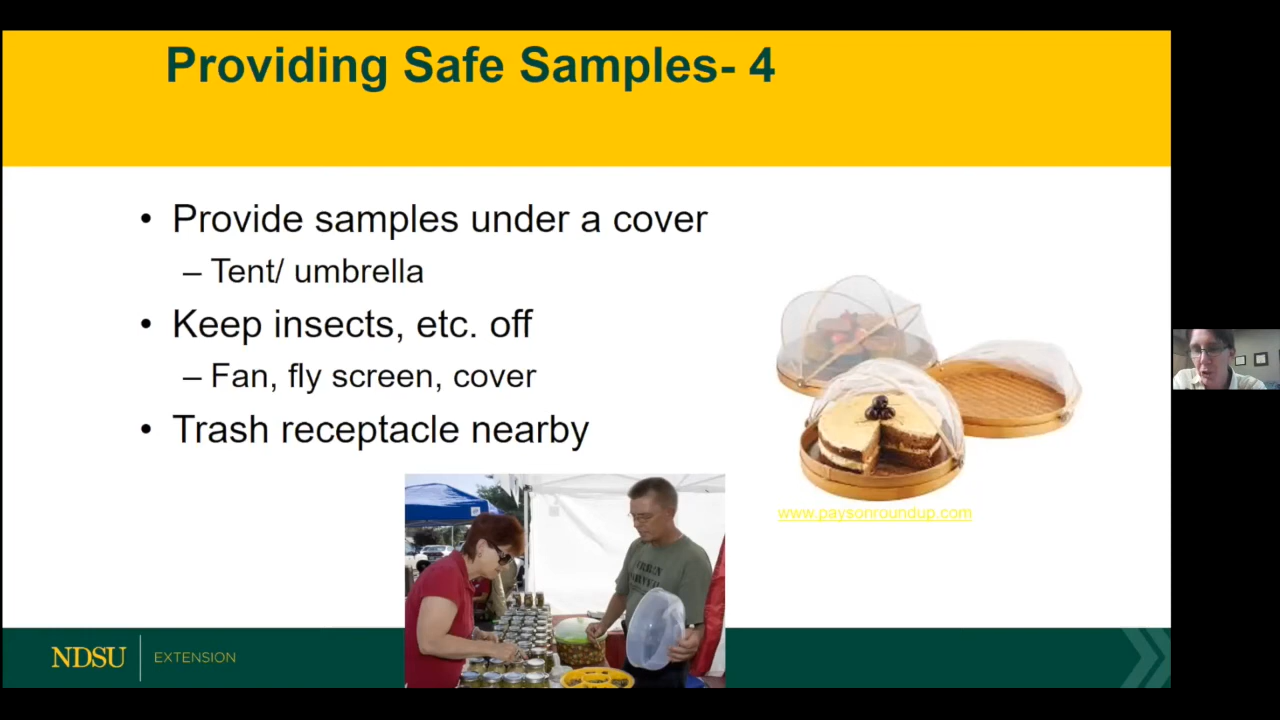 Providing Safe Samples- 4
• Provide samples under a cover
– Tent/ umbrella
• Keep insects, etc. off
– Fan, fly screen, cover
• Trash receptacle nearby
www.paysonroundup.com
NDSU EXTENSION